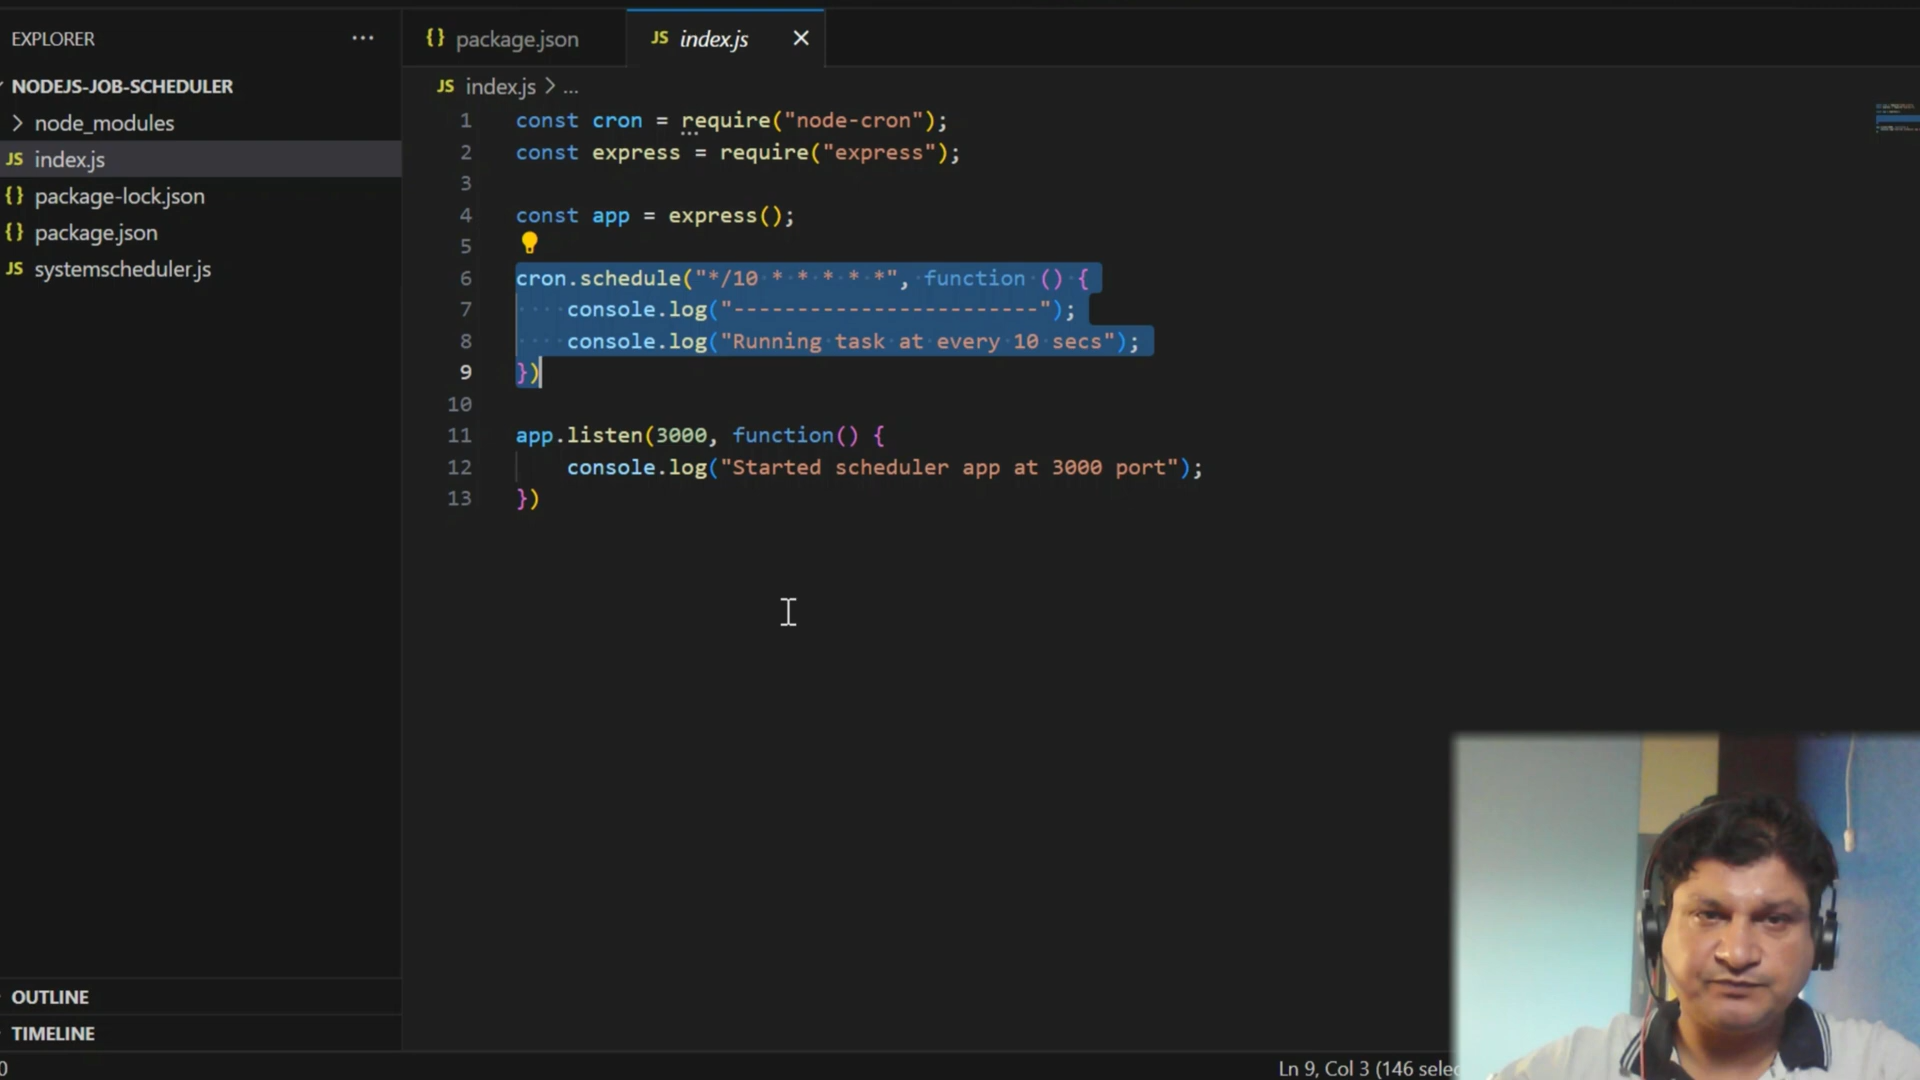 EXPLORER
NODEJS-JOB-SCHEDULER
node_modules
JS index.js
{} package-lock.json
{} package.json
JS systemscheduler.js
OUTLINE
TIMELINE
{} package.json
JS index.js
JS index.js > ...
1 const cron = require("node-cron");
2 const express = require("express");
3
4 const app = express();
5
6 cron.schedule("*/10 * * * * *", function () {
7 console.log("------------------------");
8 console.log("Running task at every 10 secs");
9 })
10
11 app.listen(3000, function() {
12 console.log("Started scheduler app at 3000 port");
13 })
0
Ln 9, Col 3 (146 selec